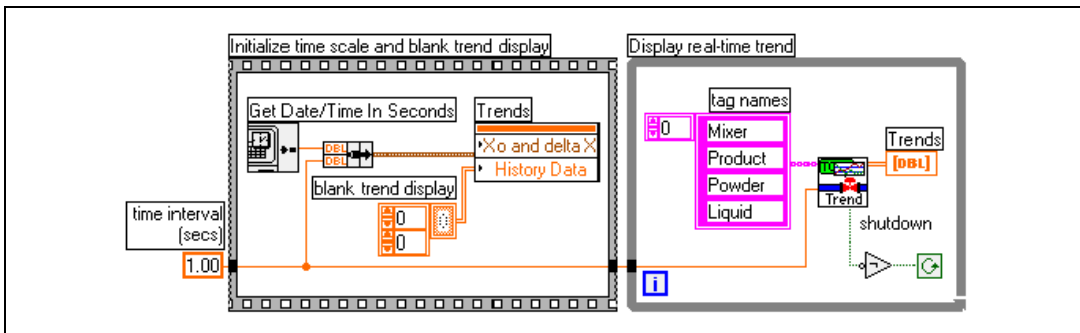 Initialize time scale and blank trend display
Display real-time trend
Get Date/Time In Seconds
Trends
DBL
DBL
Xo and delta X
History Data
blank trend display
0
0
time interval
(secs)
1.00
tag names
0
Mixer
Product
Powder
Liquid
Trend
Trends
[DBL]
shutdown
i